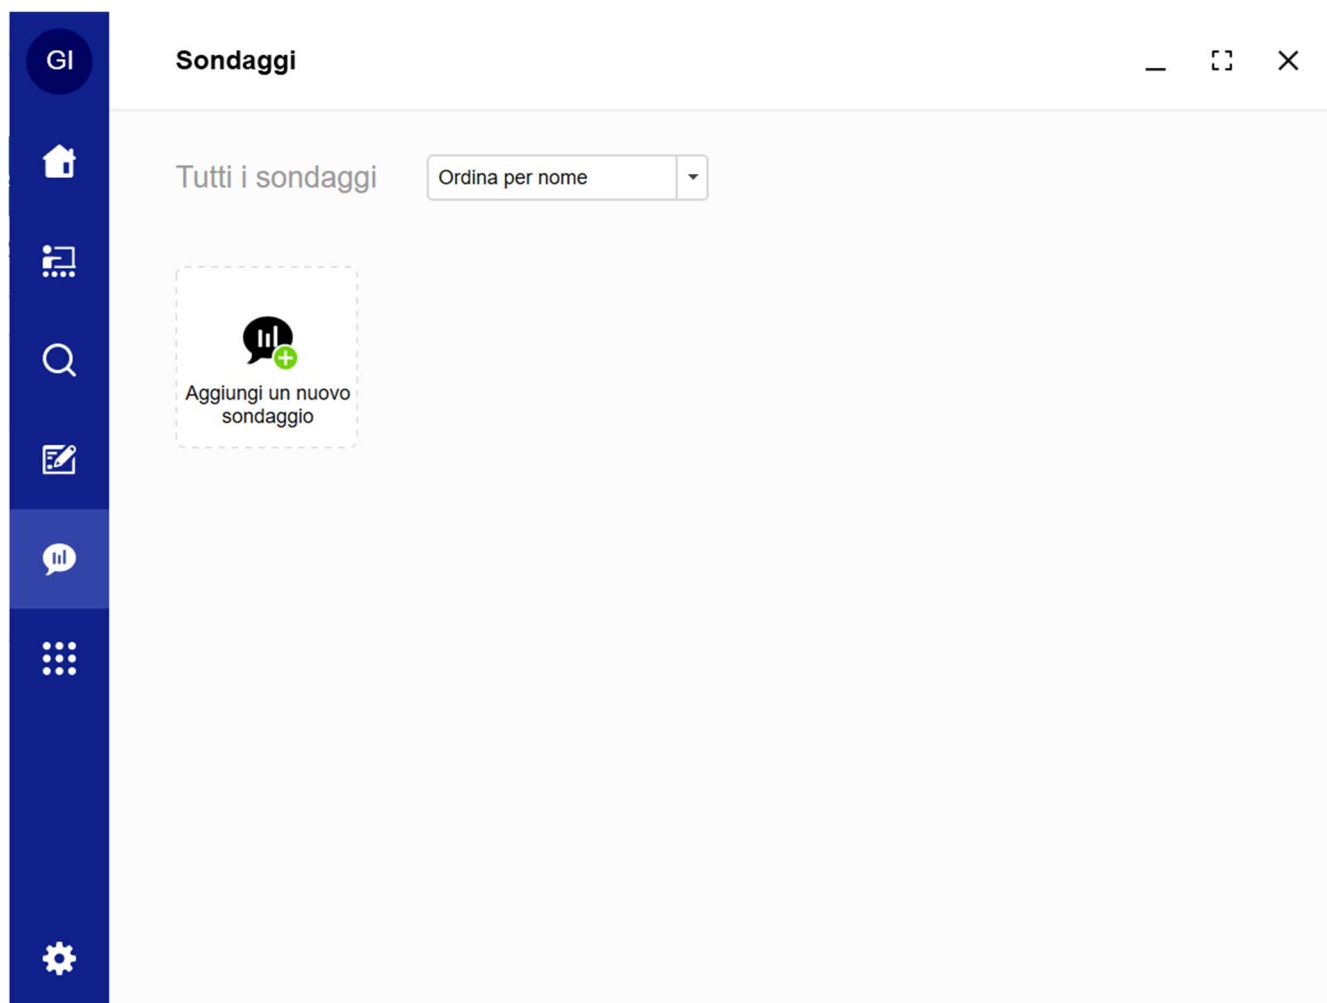 GI
Sondaggi
Tutti i sondaggi
Ordina per nome
Aggiungi un nuovo
sondaggio